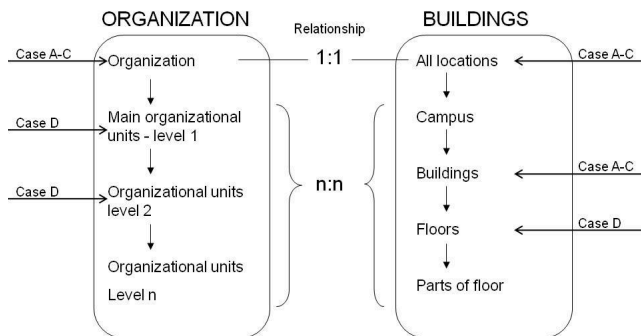 ORGANIZATION
Relationship
BUILDINGS
Case A-C
Organization
1:1
All locations
Case A-C
Case D
Main organizational
units - level 1
Campus
n:n
Buildings
Case A-C
Case D
Organizational units
level 2
Floors
Case D
Organizational units
Level n
Parts of floor